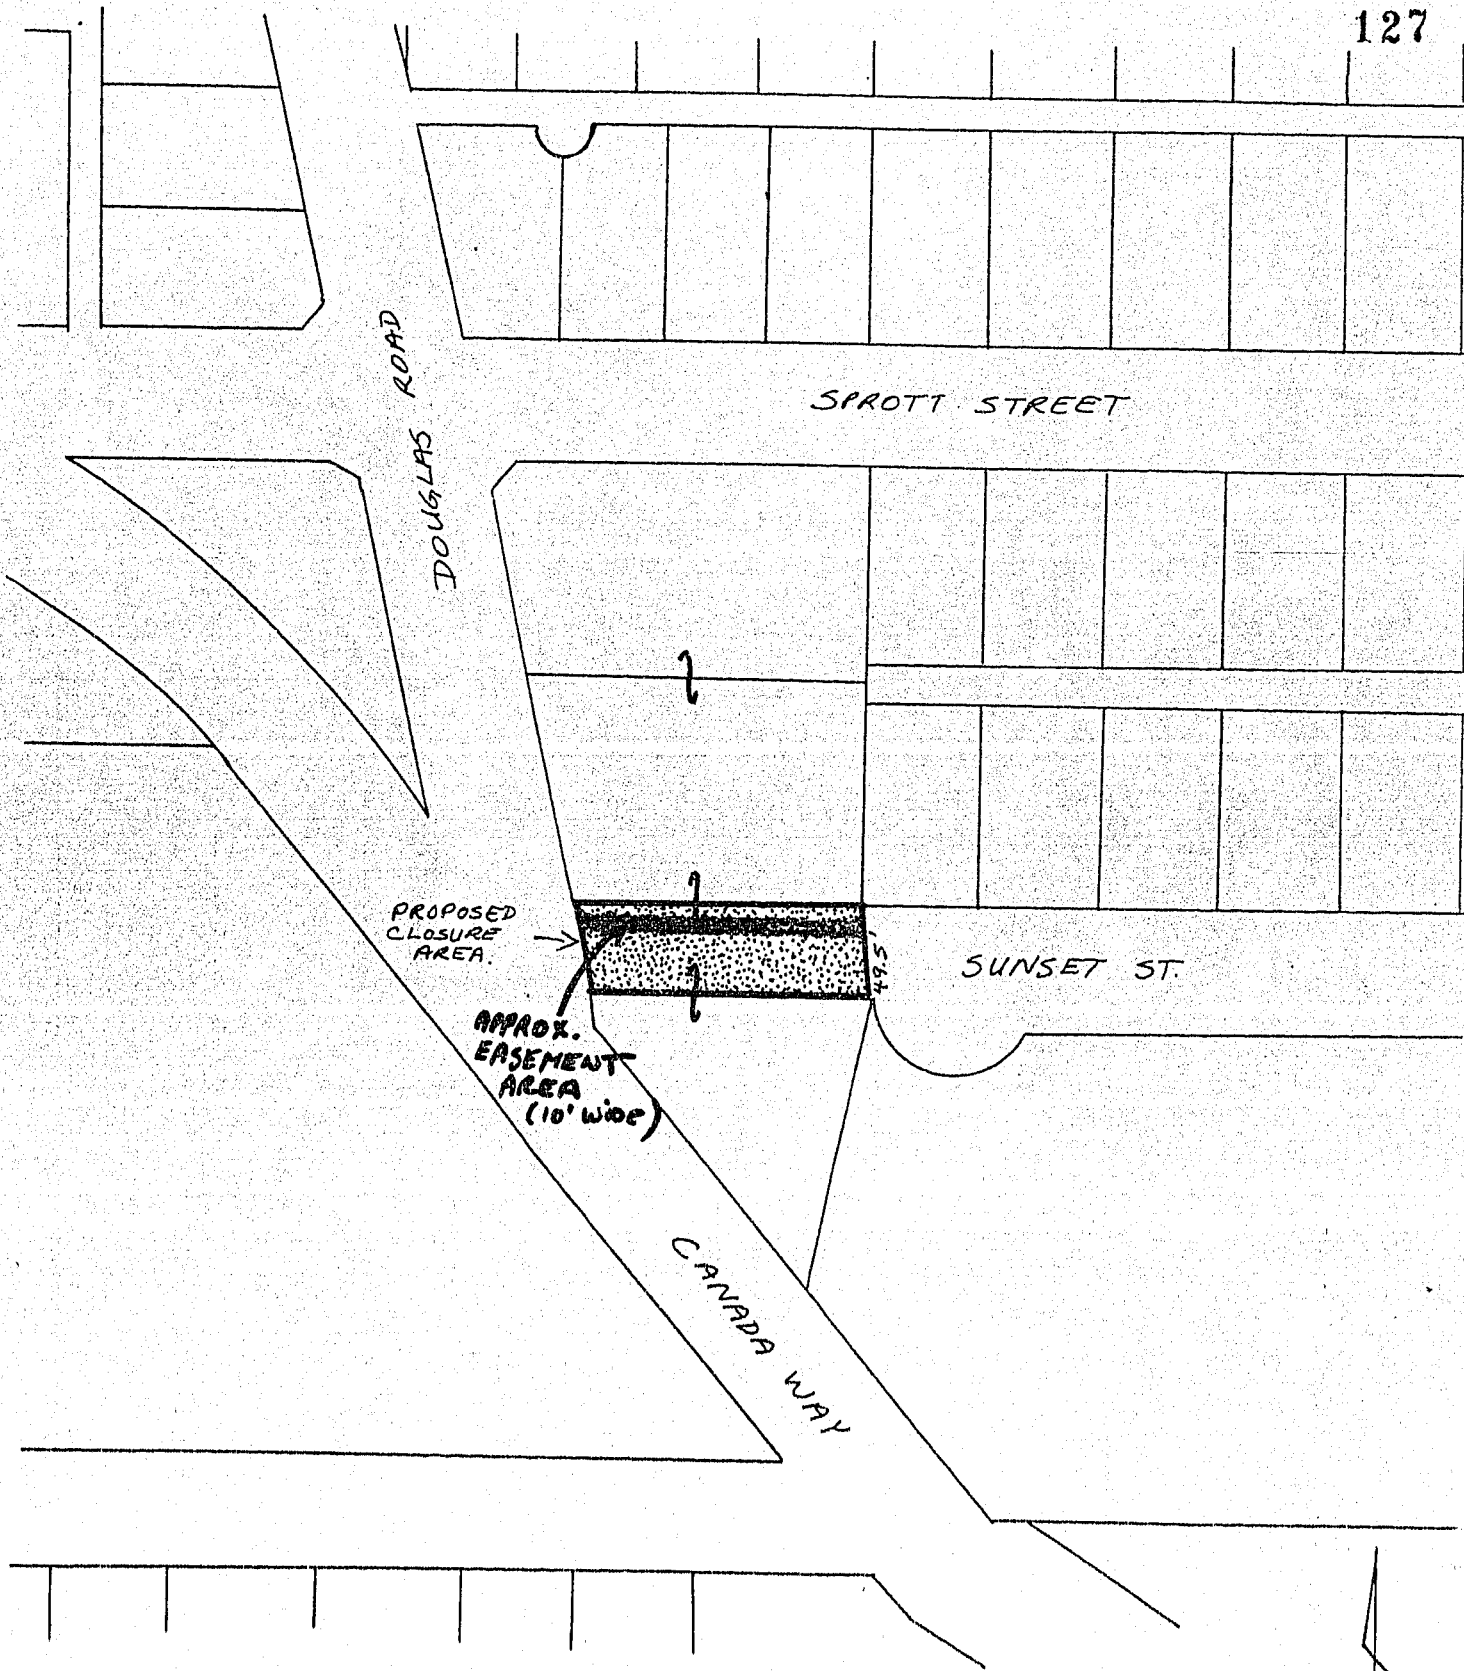 127
DOUGLAS ROAD
SPROTT STREET
PROPOSED
CLOSURE
AREA.
49.5'
SUNSET ST.
APPROX.
EASEMENT
AREA
(10' wide)
CANADA WAY